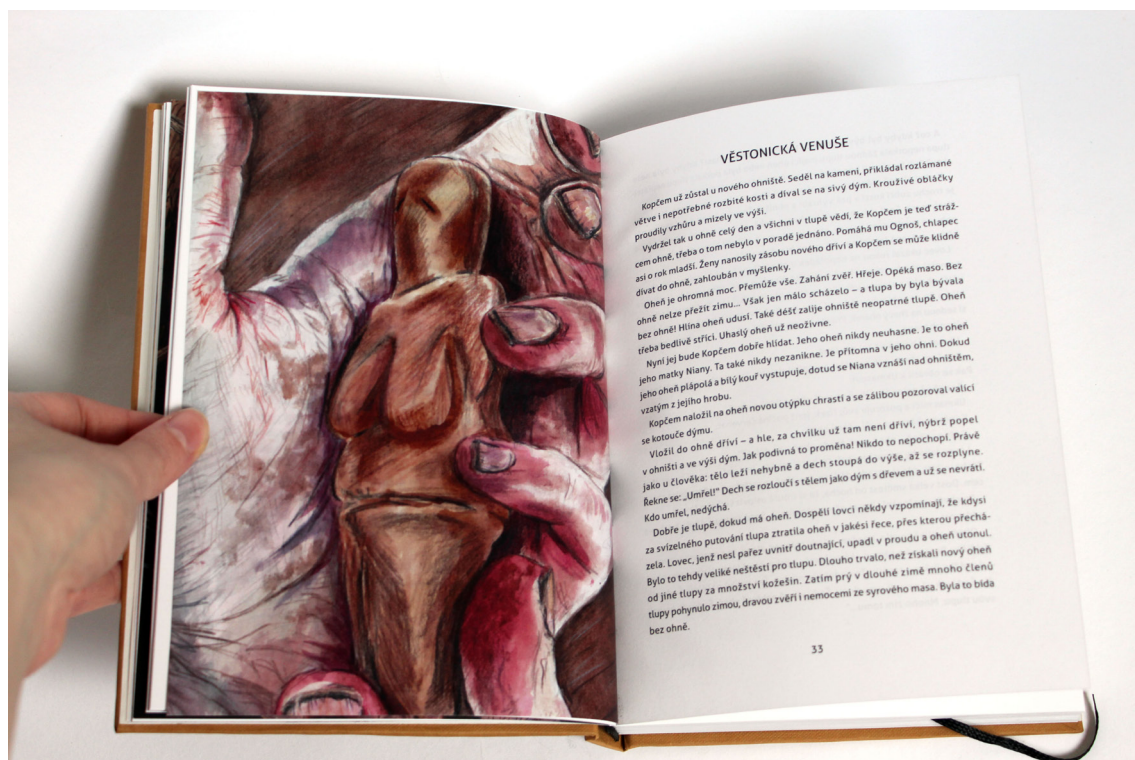 VĚSTONICKÁ VENUŠE
Kopčem už zůstal u nového ohniště. Seděl na kameni, přikládal rozlámané
větve i nepotřebné rozbité kosti a díval se na sivý dým. Krouživé obláčky
proudily vzhůru a mizely ve výši.
Vydržel tak u ohně celý den a všichni v tlupě vědí, že Kopčem je teď stráž-
cem ohně, třeba o tom nebylo v poradě jednáno. Pomáhá mu Ognoš, chlapec
asi o rok mladší. Ženy nanosily zásobu nového dříví a Kopčem se může klidně
dívat do ohně, zahloubán v myšlenky.
Oheň je ohromná moc. Přemůže vše. Zahání zvěř. Hřeje. Opéká maso. Bez
ohně nelze přežít zimu... Však jen málo scházelo – a tlupa by byla bývala
bez ohně! Hlína oheň udusí. Také déšť zalije ohniště neopatrné tlupě. Oheň
třeba bedlivě střící. Uhaslý oheň už neoživne.
Nyní jej bude Kopčem dobře hlídat. Jeho oheň nikdy neuhasne. Je to oheň
jeho matky Niany. Ta také nikdy nezanikne. Je přítomna v jeho ohni. Dokud
jeho oheň plápolá a bílý kouř vystupuje, dotud se Niana vznáší nad ohništěm,
vzatým z jejího hrobu.
Kopčem naložil na oheň novou otýpku chrastí a se zálibou pozoroval valící
se kotouče dýmu.
Vložil do ohně dříví – a hle, za chvilku už tam není dříví, nýbrž popel
v ohništi a ve výši dým. Jak podivná to proměna! Nikdo to nepochopí. Právě
jako u člověka: tělo leží nehybně a dech stoupá do výše, až se rozplyne.
Řekne se: „Umřel!“ Dech se rozloučí s tělem jako dým s dřevem a už se nevrátí.
Kdo umřel, nedýchá.
Dobře je tlupě, dokud má oheň. Dospělí lovci někdy vzpomínají, že kdysi
za svízelného putování tlupa ztratila oheň v jakési řece, přes kterou přechá-
zela. Lovec, jenž nesl pařez uvnitř doutnající, upadl v proudu a oheň utonul.
Bylo to tehdy veliké neštěstí pro tlupu. Dlouho trvalo, než získali nový oheň
od jiné tlupy za množství kožešin. Zatím prý v dlouhé zimě mnoho členů
tlupy pohynulo zimou, dravou zvěří i nemocemi ze syrového masa. Byla to bída
bez ohně.
33